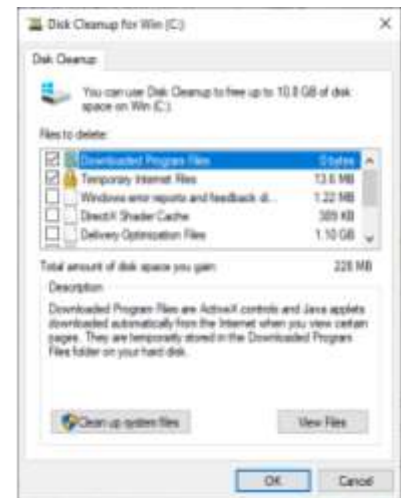 Disk Cleanup for Win (C:)
Disk Cleanup
You can use Disk Cleanup to free up to 10.8 GB of disk
space on Win (C:).
Files to delete:
Downloaded Program Files 0 bytes
Temporary Internet Files 13.6 MB
Windows error reports and feedback di... 1.22 MB
DirectX Shader Cache 389 KB
Delivery Optimization Files 1.10 GB
Total amount of disk space you gain: 228 MB
Description
Downloaded Program Files are ActiveX controls and Java applets
downloaded automatically from the Internet when you view certain
pages. They are temporarily stored in the Downloaded Program
Files folder on your hard disk.
Clean up system files
View Files
OK
Cancel